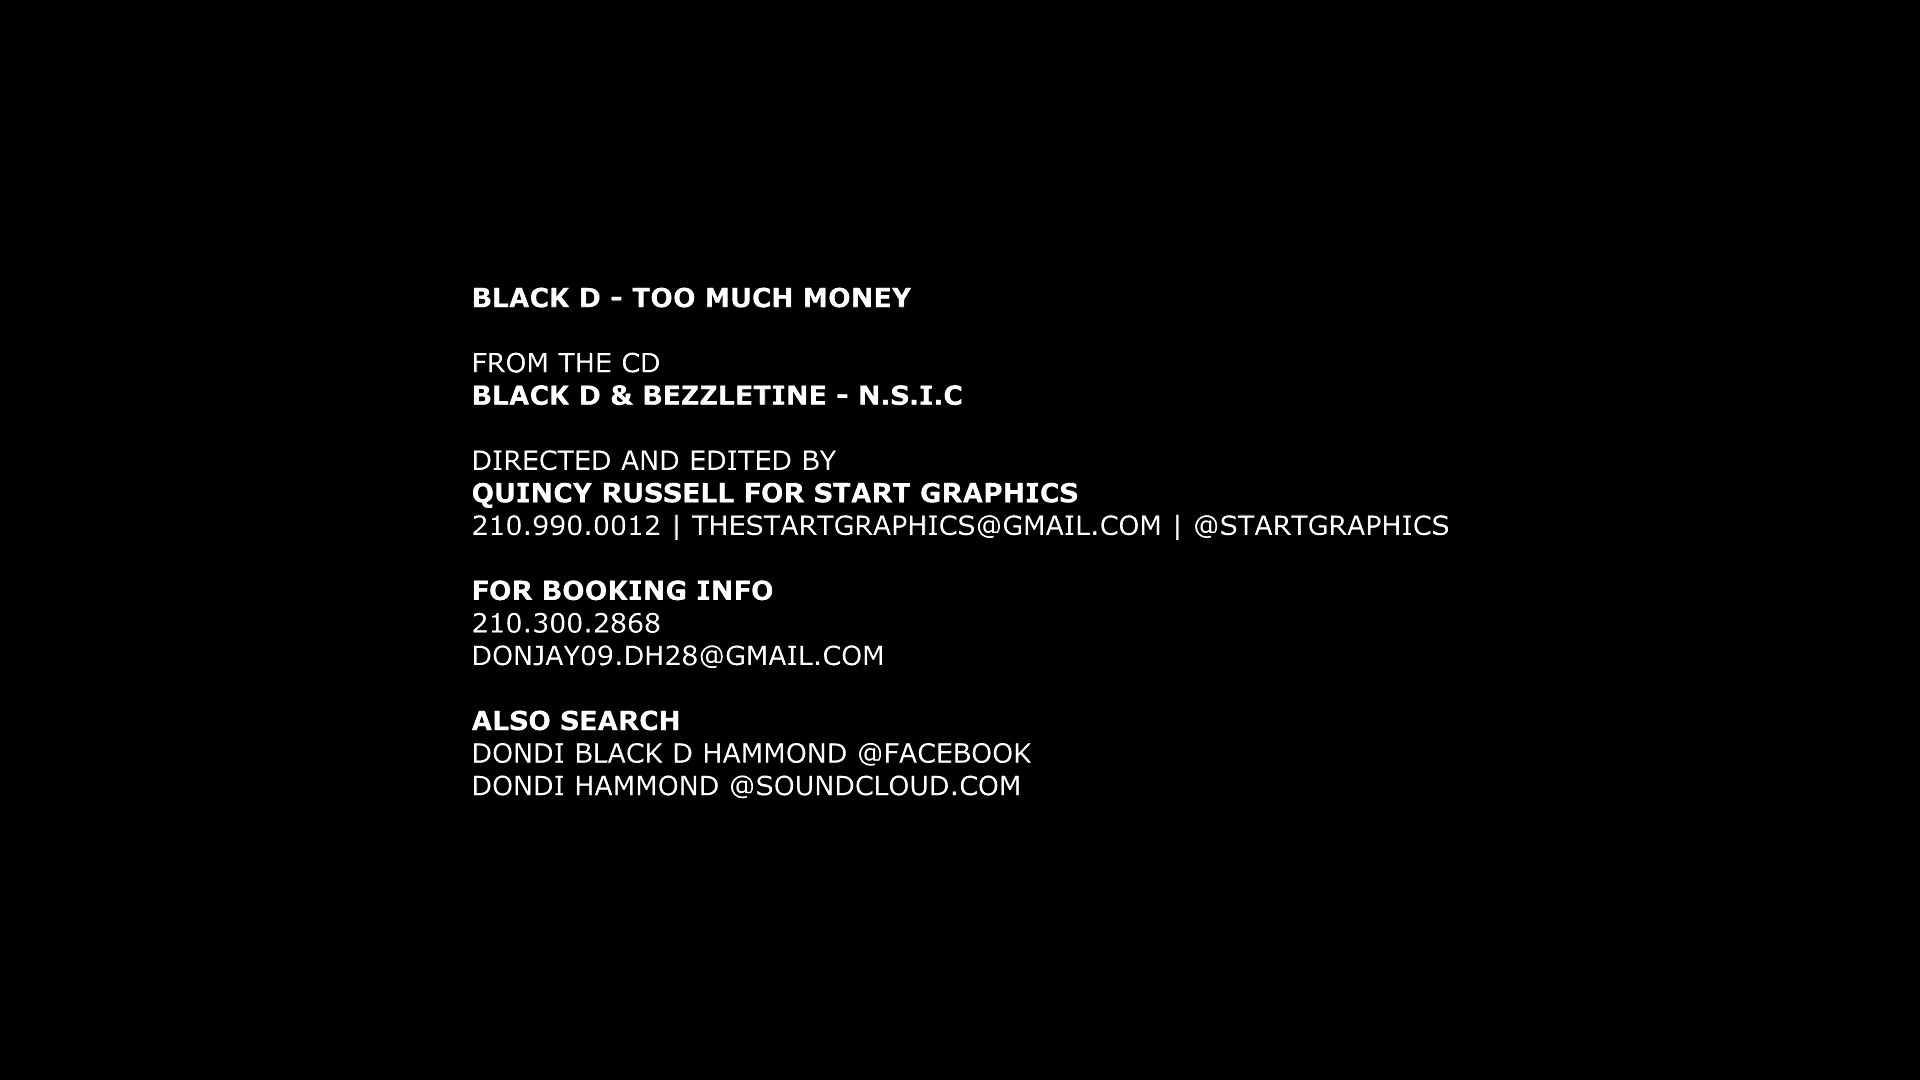 BLACK D - TOO MUCH MONEY
FROM THE CD
BLACK D & BEZZLETINE - N.S.I.C
DIRECTED AND EDITED BY
QUINCY RUSSELL FOR START GRAPHICS
210.990.0012 | THESTARTGRAPHICS@GMAIL.COM | @STARTGRAPHICS
FOR BOOKING INFO
210.300.2868
DONJAY09.DH28@GMAIL.COM
ALSO SEARCH
DONDI BLACK D HAMMOND @FACEBOOK
DONDI HAMMOND @SOUNDCLOUD.COM